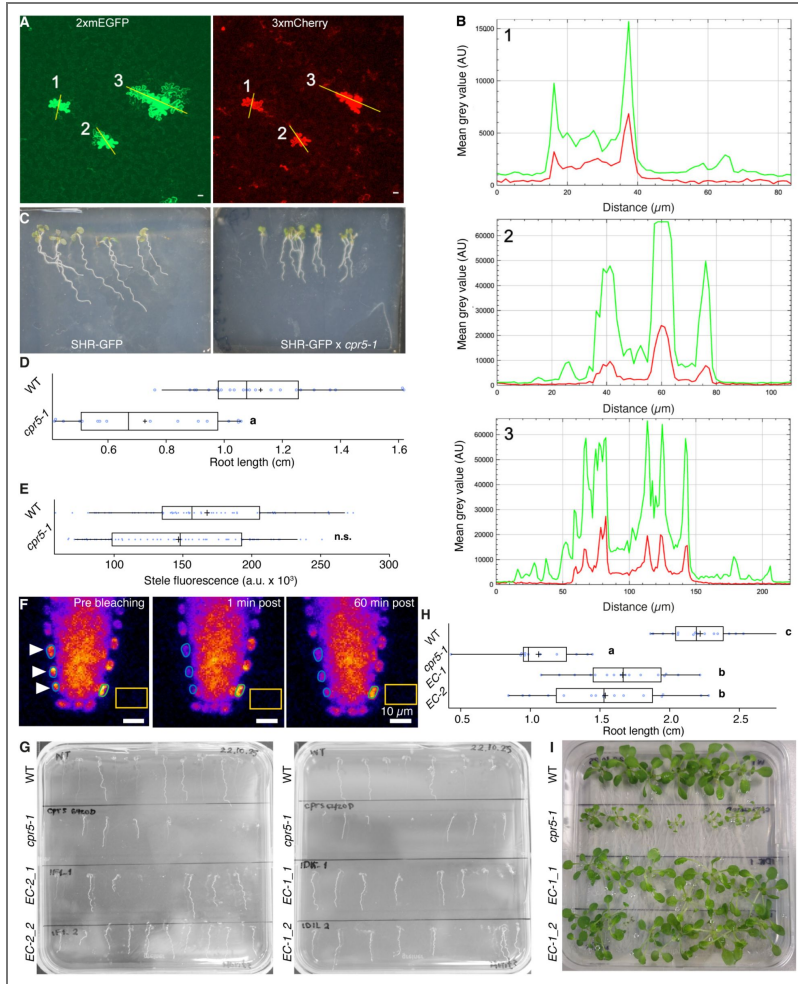 A
2xmEGFP
3xmCherry
1
2
3
1
2
3
B
1
Mean grey value (AU)
15000
10000
5000
0
0 20 40 60 80
Distance (µm)
2
Mean grey value (AU)
60000
50000
40000
30000
20000
10000
0
0 20 40 60 80 100
Distance (µm)
3
Mean grey value (AU)
60000
50000
40000
30000
20000
10000
0
0 50 100 150 200
Distance (µm)
C
SHR-GFP
SHR-GFP x cpr5-1
D
WT
cpr5-1
a
0.6 0.8 1.0 1.2 1.4 1.6
Root length (cm)
E
WT
cpr5-1
n.s.
100 150 200 250 300
Stele fluorescence (a.u. x 10³)
F
Pre bleaching
1 min post
60 min post
10 µm
H
WT
cpr5-1
EC-1
EC-2
c
a
b
b
0.5 1.0 1.5 2.0 2.5
Root length (cm)
G
WT
cpr5-1
EC-2_1
EC-2_2
WT
22.10.25
WT
cpr5-1
EC-1_1
EC-1_2
WT
22.10.25
I
WT
cpr5-1
EC-1_1
EC-1_2